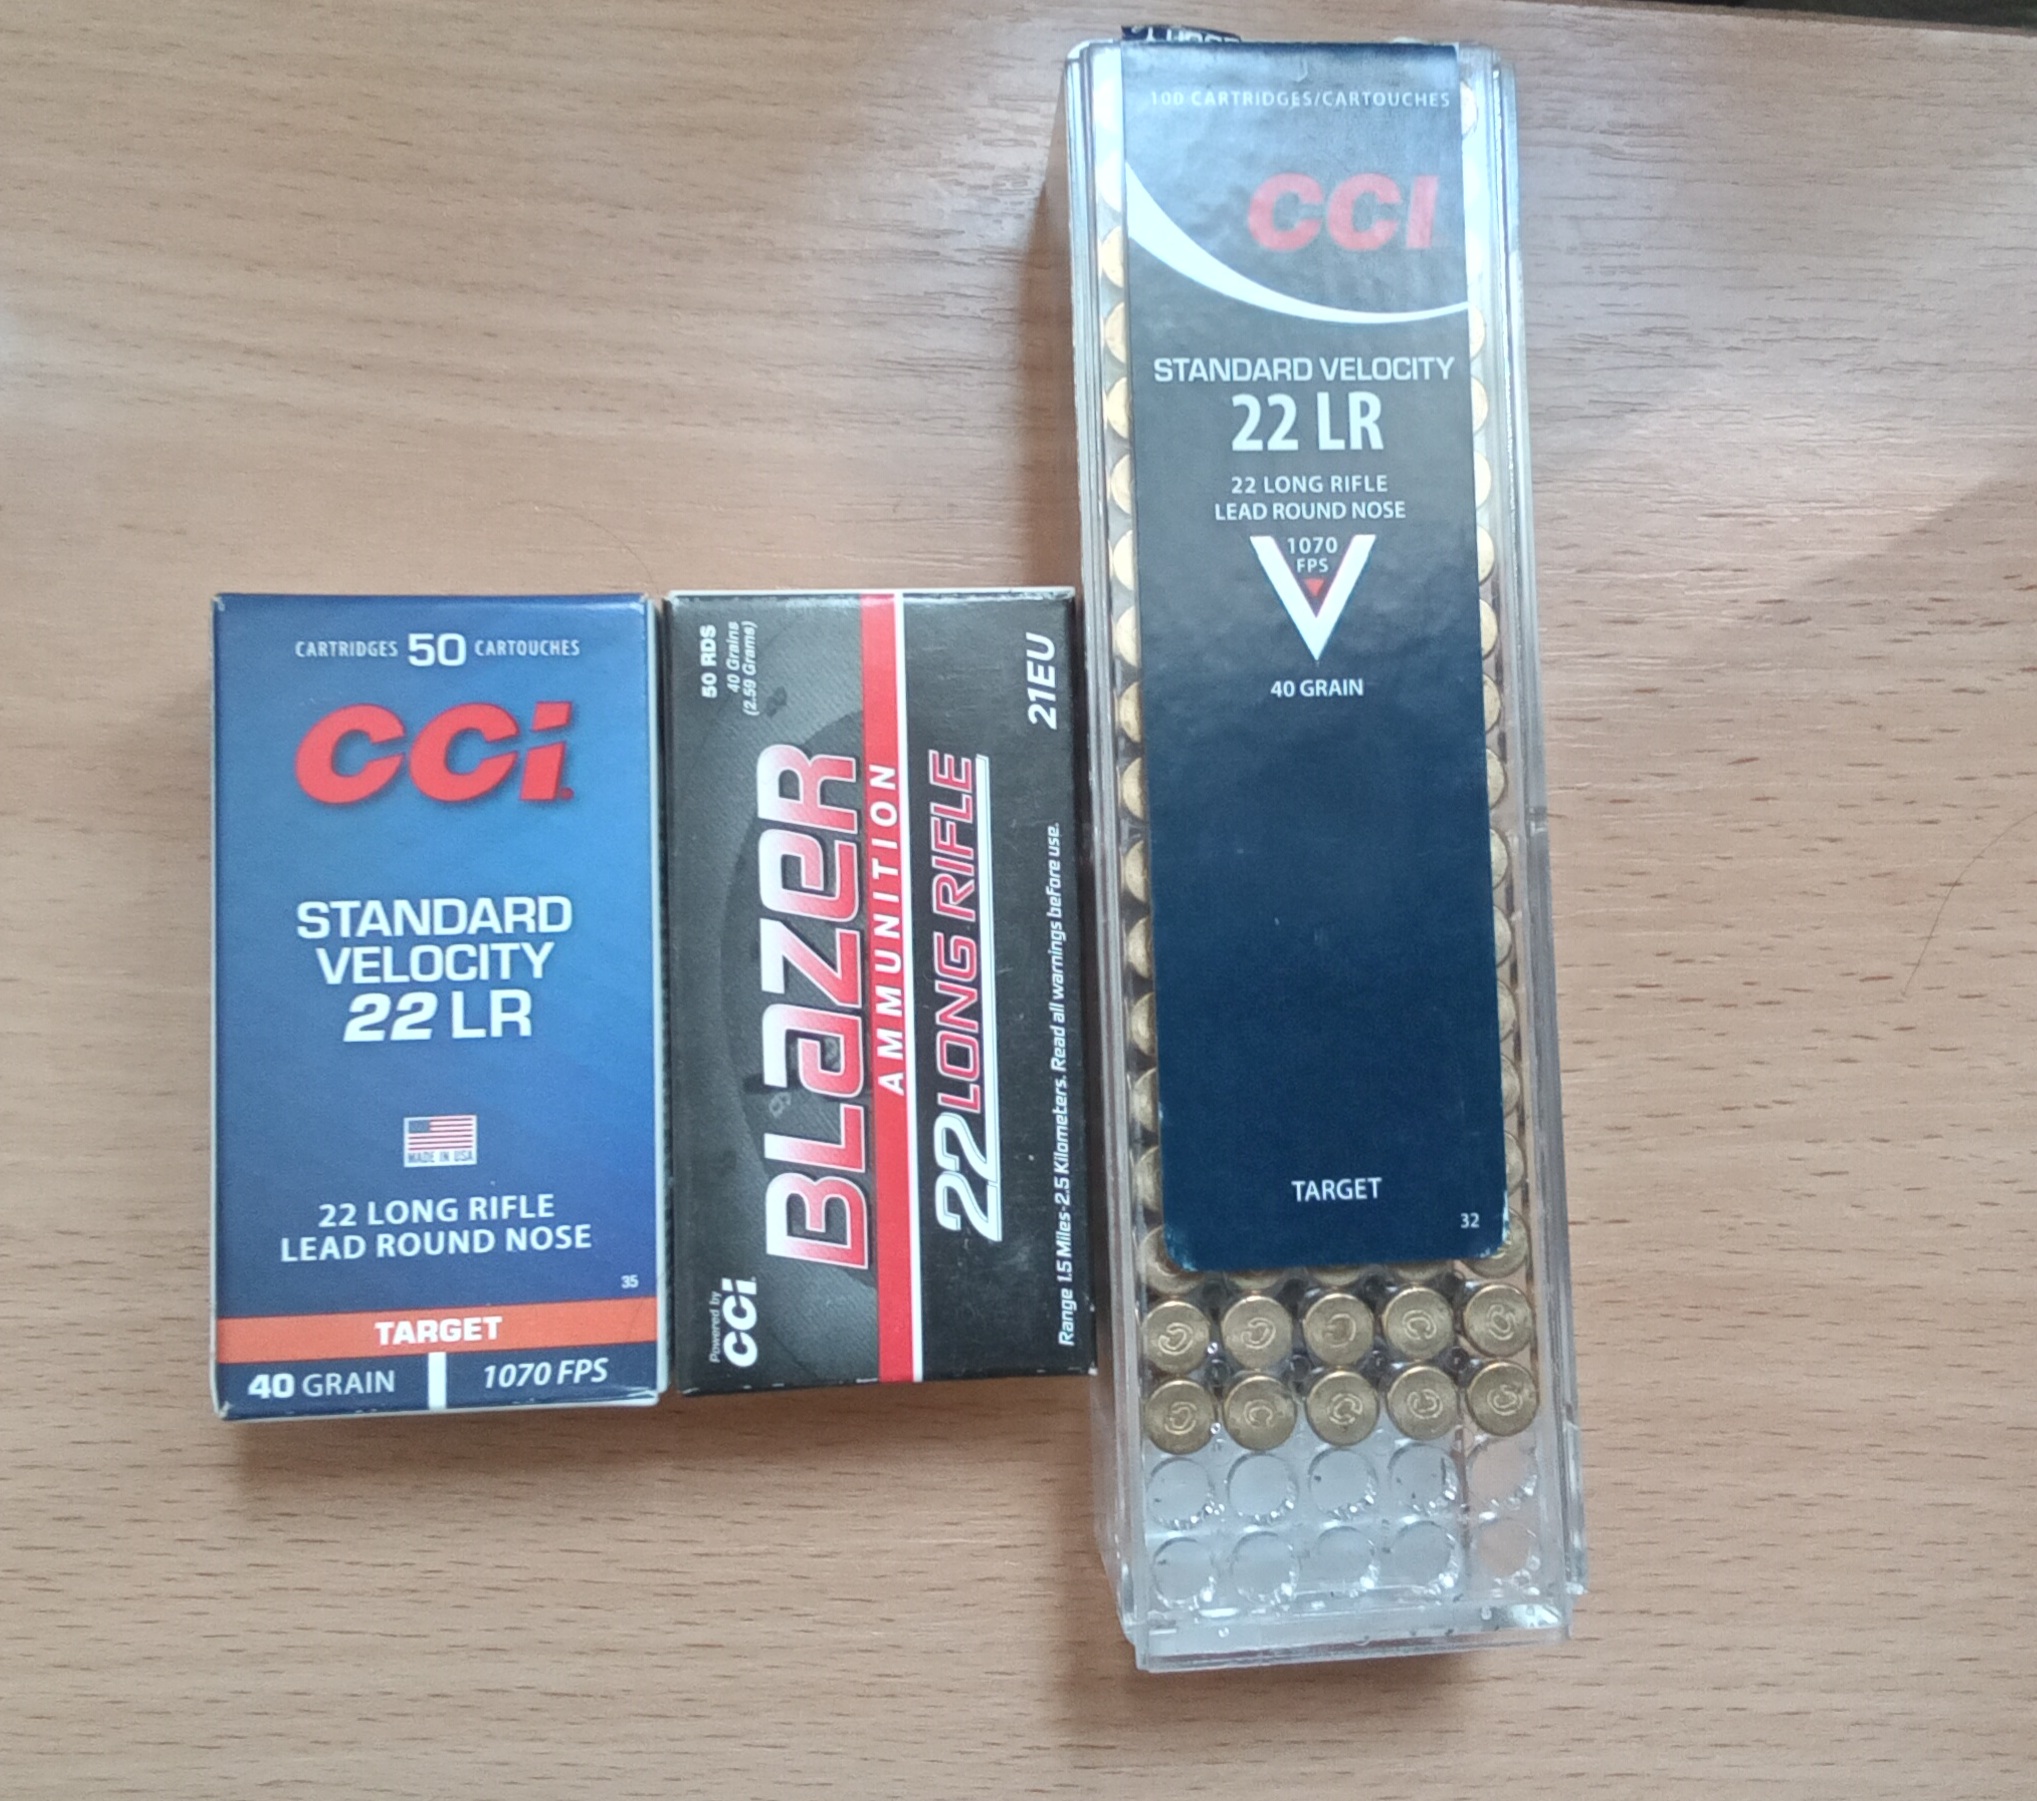 CARTRIDGES 50 CARTOUCHES
CCI
STANDARD
VELOCITY
22 LR
MADE IN USA
22 LONG RIFLE
LEAD ROUND NOSE
35
TARGET
40 GRAIN
1070 FPS
50 RDS
40 Grains
(2.59 Grams)
21EU
BLaZeR
AMMUNITION
22 LONG RIFLE
Powered by
CCI
Range 1.5 Miles-2.5 Kilometers. Read all warnings before use.
100 CARTRIDGES/CARTOUCHES
CCI
STANDARD VELOCITY
22 LR
22 LONG RIFLE
LEAD ROUND NOSE
1070
FPS
40 GRAIN
TARGET
32
C C C C C
C C C C C